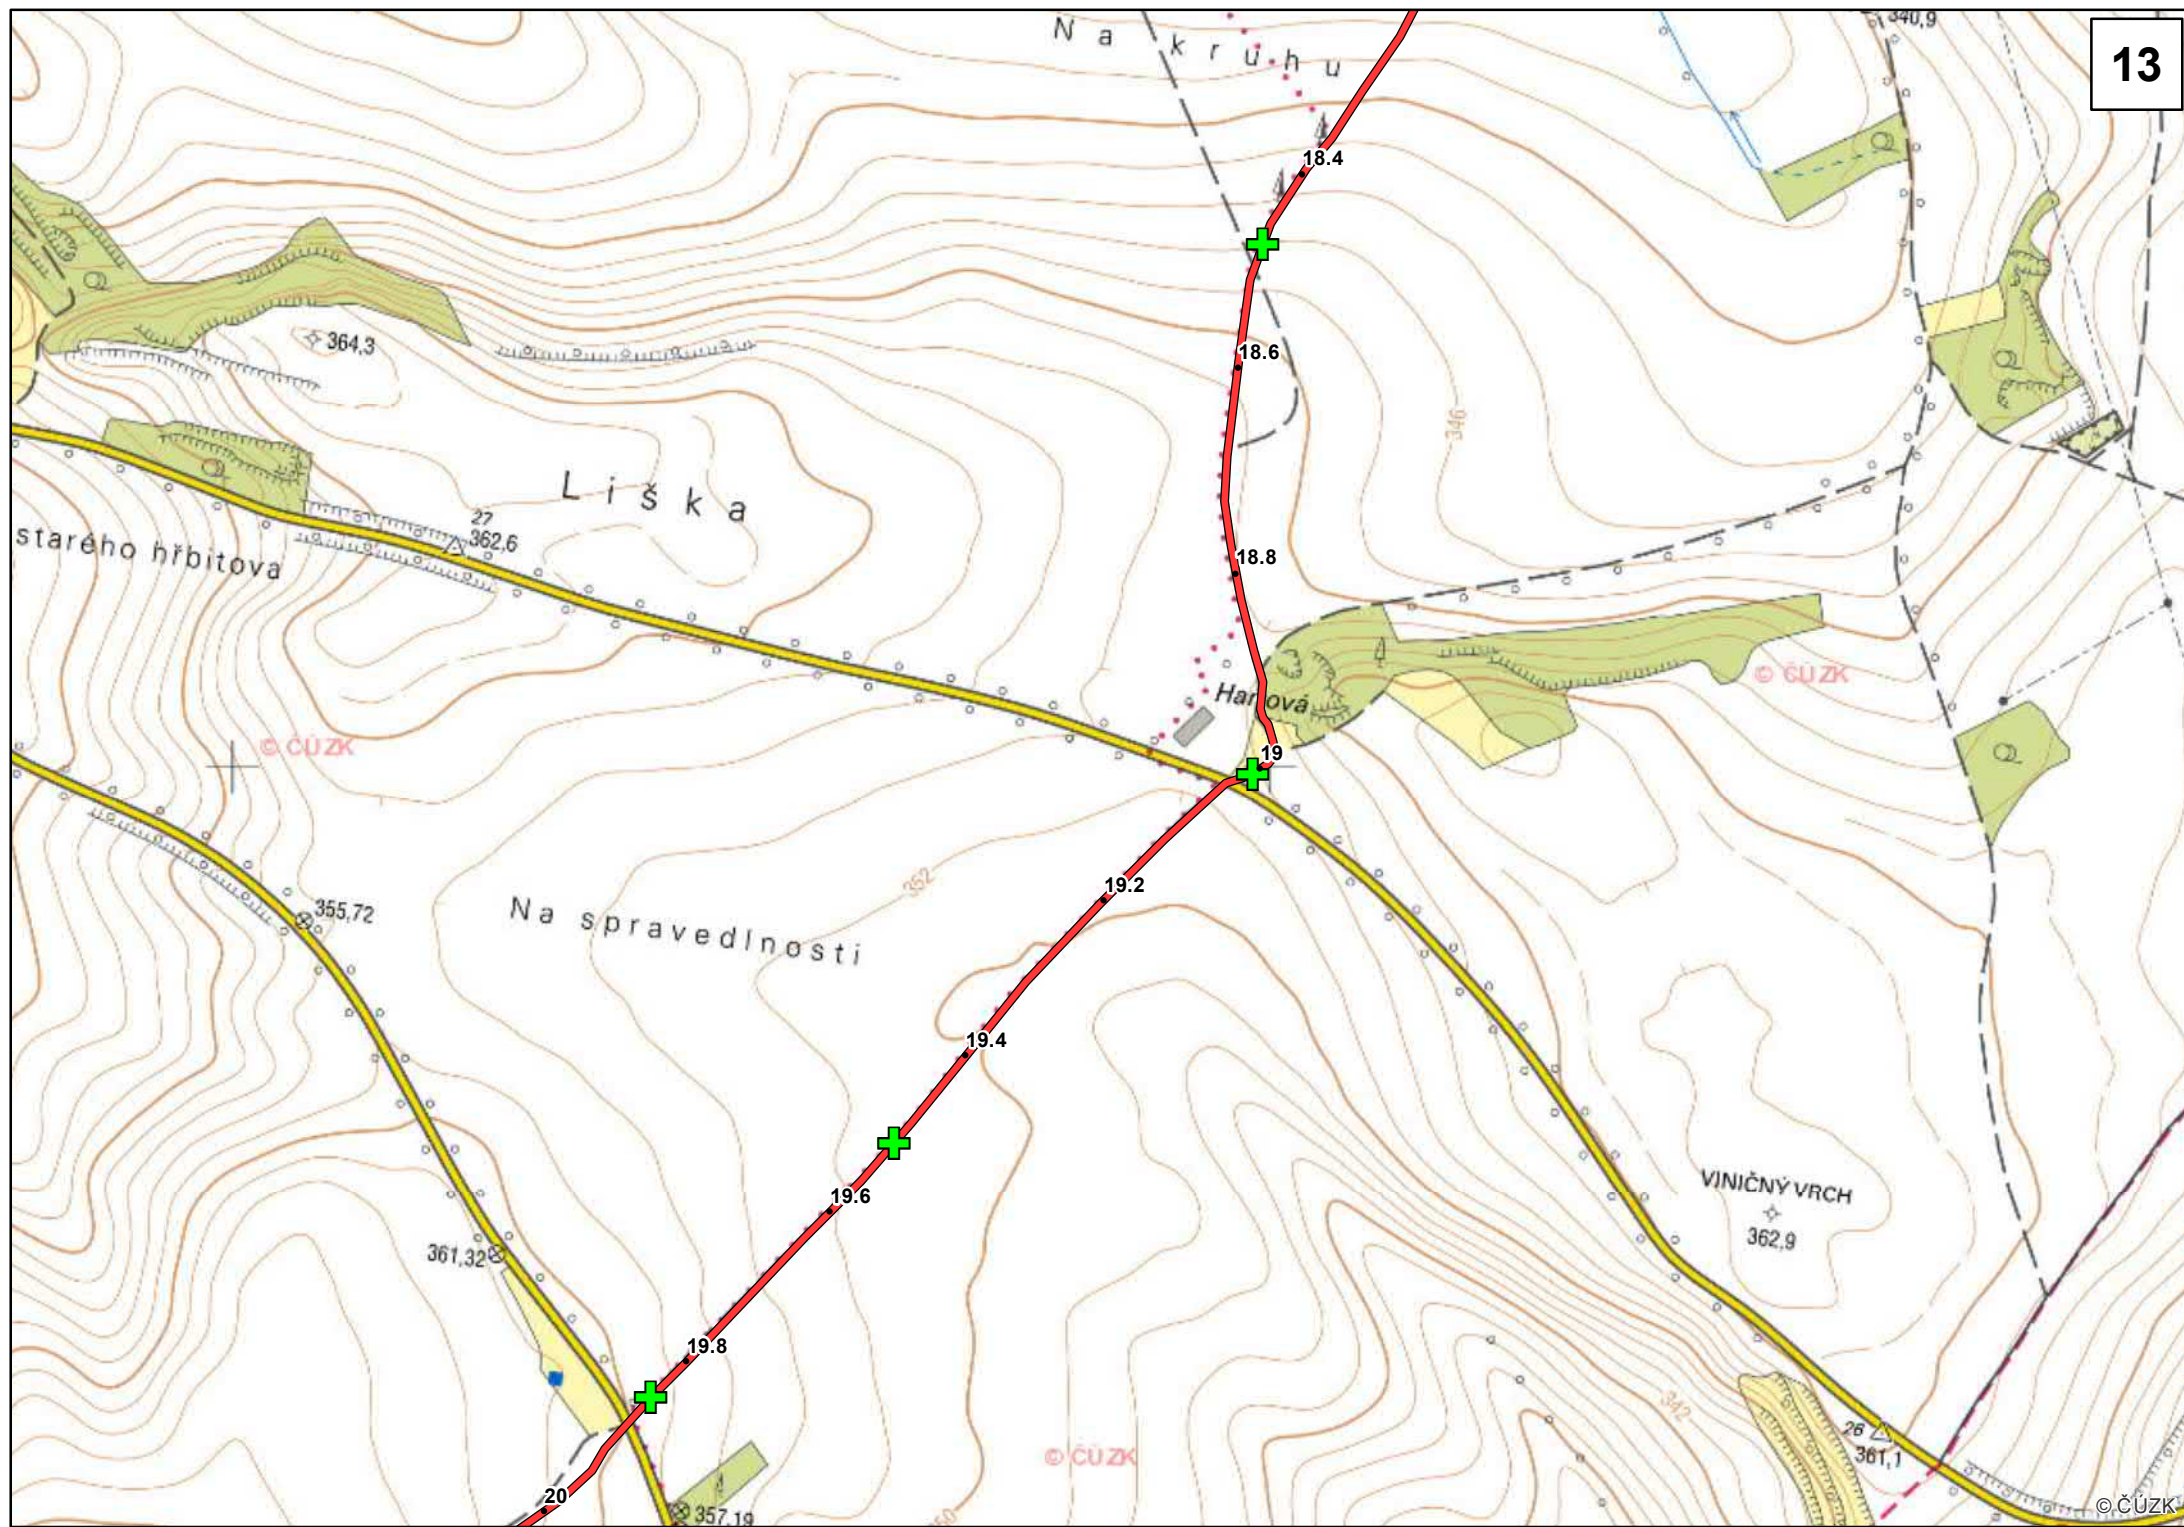 340,9
13
Na kruhu
18.4
364,3
18.6
346
27
362,6
Liška
starého hřbitova
18.8
© ČÚZK
Hanová
© ČÚZK
19
19.2
352
355,72
Na spravedlnosti
19.4
VINIČNÝ VRCH
362,9
19.6
361,32
19.8
342
26
361,1
© ČÚZK
20
357,19
© ČÚZK